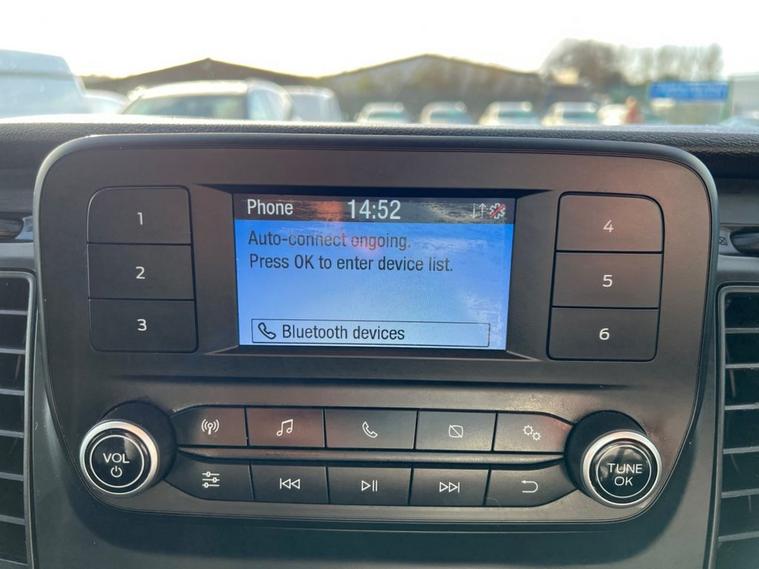 Phone 14:52
Auto-connect ongoing.
Press OK to enter device list.
Bluetooth devices
1
2
3
4
5
6
VOL
TUNE
OK